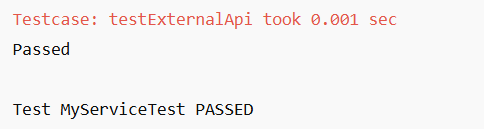 Testcase: testExternalApi took 0.001 sec
Passed
Test MyServiceTest PASSED